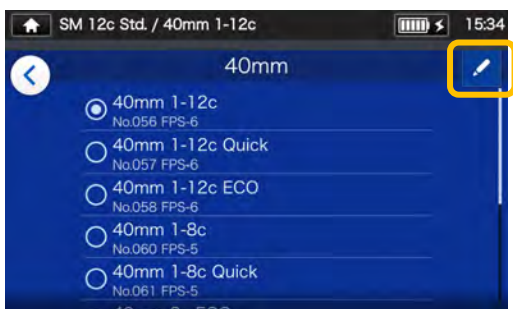 SM 12c Std. / 40mm 1-12c
15:34
40mm
40mm 1-12c
No.056 FPS-6
40mm 1-12c Quick
No.057 FPS-6
40mm 1-12c ECO
No.058 FPS-6
40mm 1-8c
No.060 FPS-5
40mm 1-8c Quick
No.061 FPS-5